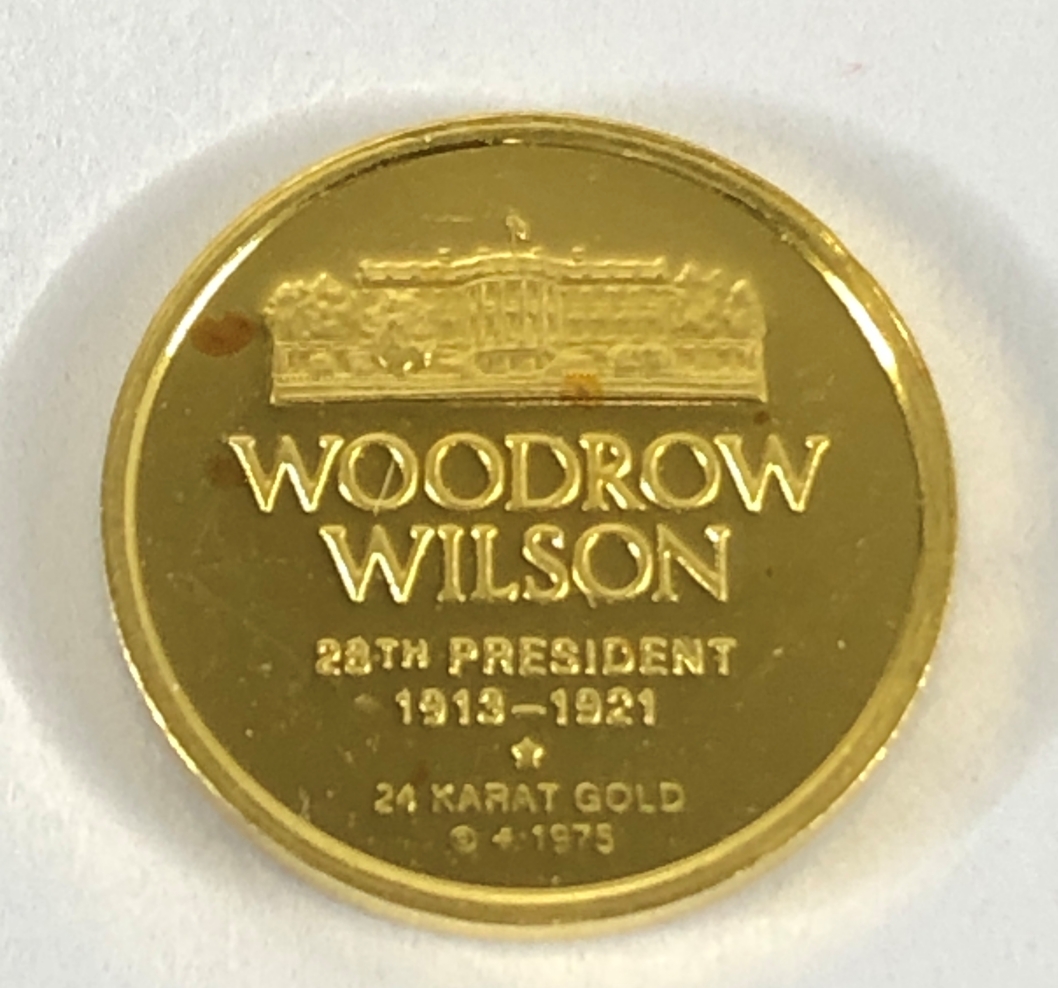 WOODROW
WILSON
28TH PRESIDENT
1913-1921
24 KARAT GOLD
© 4·1975